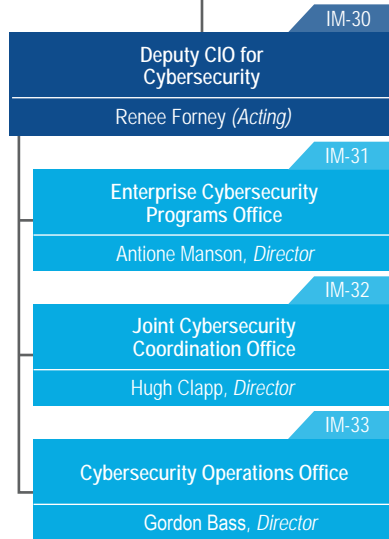 IM-30
Deputy CIO for
Cybersecurity
Renee Forney (Acting)
IM-31
Enterprise Cybersecurity
Programs Office
Antione Manson, Director
IM-32
Joint Cybersecurity
Coordination Office
Hugh Clapp, Director
IM-33
Cybersecurity Operations Office
Gordon Bass, Director